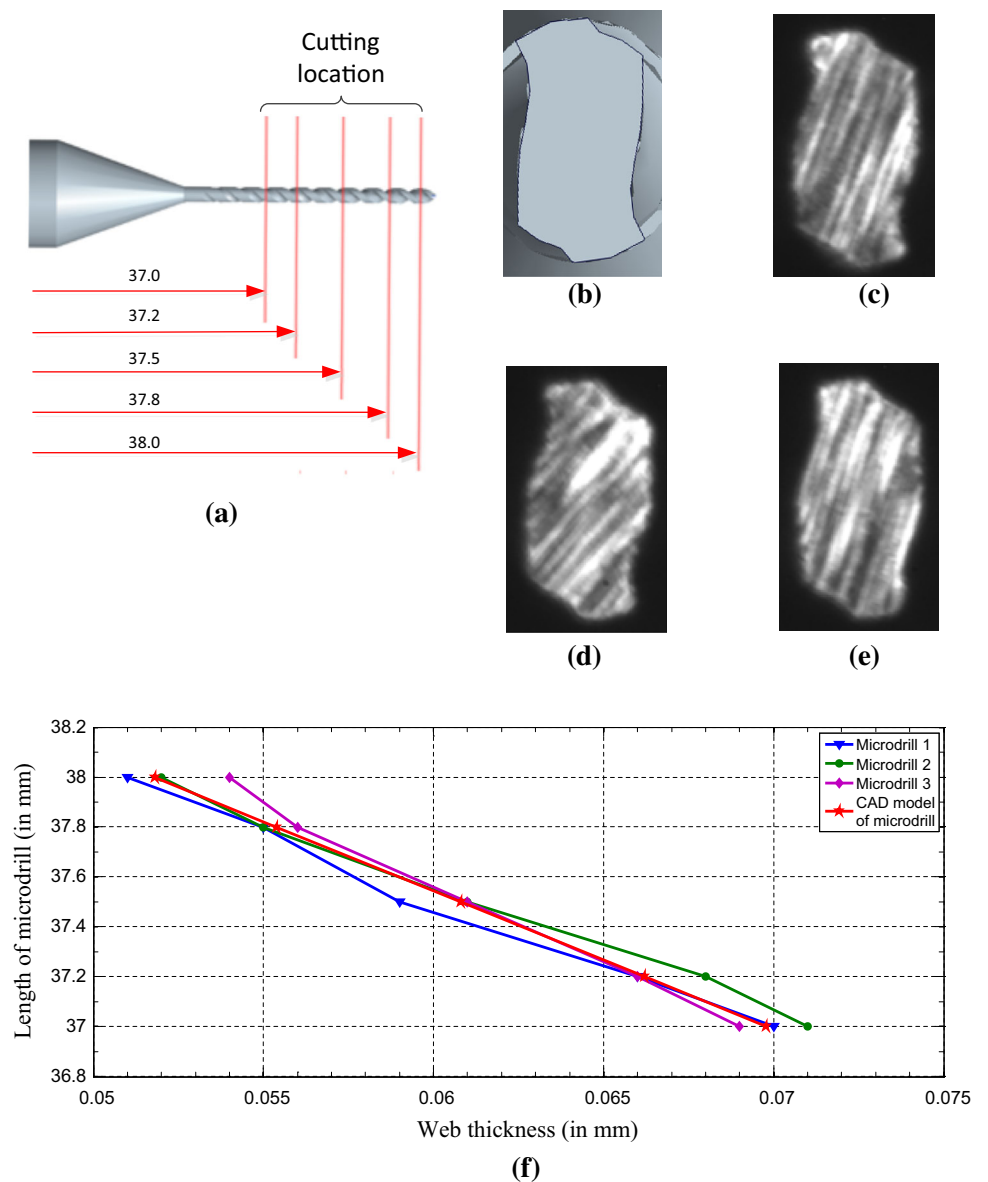 Cutting
location
37.0
37.2
37.5
37.8
38.0
(a)
(b)
(c)
(d)
(e)
38.2
38
37.8
37.6
37.4
37.2
37
36.8
0.05
0.055
0.06
0.065
0.07
0.075
Length of microdrill (in mm)
Web thickness (in mm)
Microdrill 1
Microdrill 2
Microdrill 3
CAD model
of microdrill
(f)